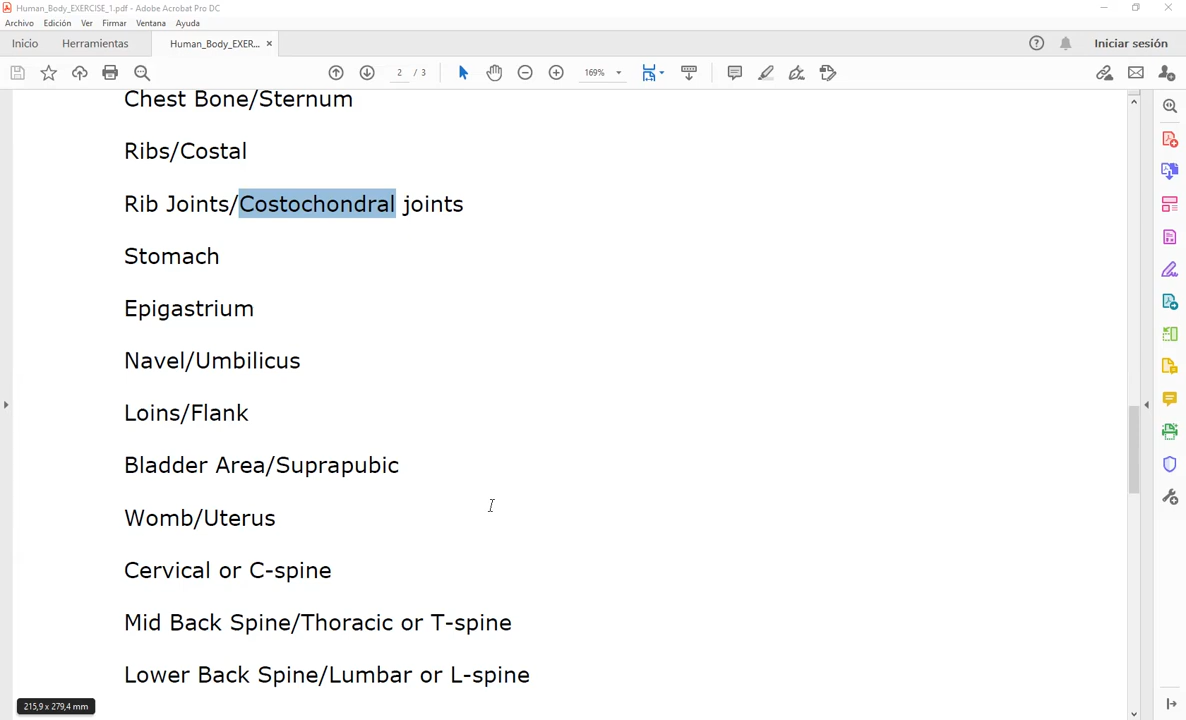 Human_Body_EXERCISE_1.pdf - Adobe Acrobat Pro DC
Archivo Edición Ver Firmar Ventana Ayuda
Inicio Herramientas Human_Body_EXER... × Iniciar sesión
2 / 3 169%
Chest Bone/Sternum
Ribs/Costal
Rib Joints/Costochondral joints
Stomach
Epigastrium
Navel/Umbilicus
Loins/Flank
Bladder Area/Suprapubic
Womb/Uterus
Cervical or C-spine
Mid Back Spine/Thoracic or T-spine
Lower Back Spine/Lumbar or L-spine
215,9 x 279,4 mm